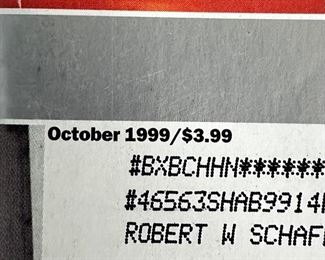 October 1999/$3.99
#BXBCHHN*******
#46563SHAB9914
ROBERT W SCHAF